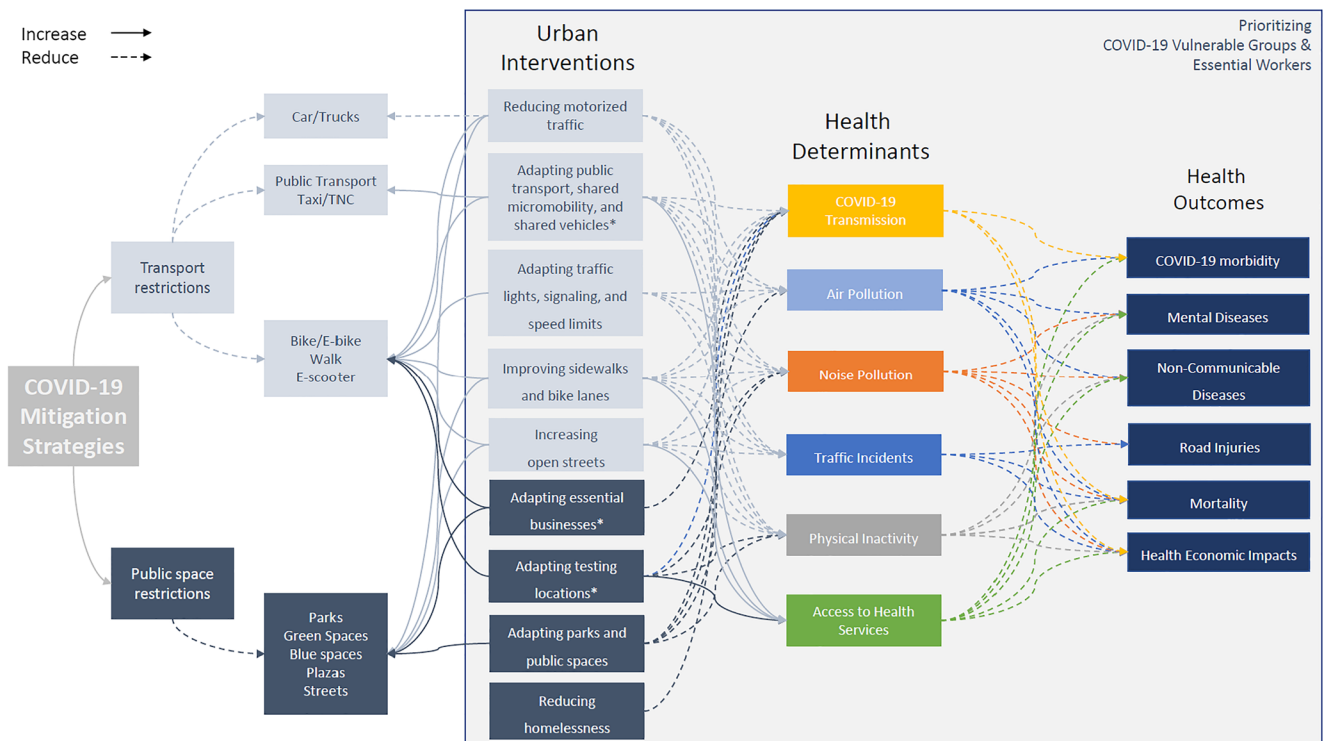 Increase
Reduce
COVID-19
Mitigation
Strategies
Transport
restrictions
Public space
restrictions
Car/Trucks
Public Transport
Taxi/TNC
Bike/E-bike
Walk
E-scooter
Parks
Green Spaces
Blue spaces
Plazas
Streets
Urban
Interventions
Reducing motorized
traffic
Adapting public
transport, shared
micromobility, and
shared vehicles*
Adapting traffic
lights, signaling, and
speed limits
Improving sidewalks
and bike lanes
Increasing
open streets
Adapting essential
businesses*
Adapting testing
locations*
Adapting parks and
public spaces
Reducing
homelessness
Health
Determinants
COVID-19
Transmission
Air Pollution
Noise Pollution
Traffic Incidents
Physical Inactivity
Access to Health
Services
Prioritizing
COVID-19 Vulnerable Groups &
Essential Workers
Health
Outcomes
COVID-19 morbidity
Mental Diseases
Non-Communicable
Diseases
Road Injuries
Mortality
Health Economic Impacts